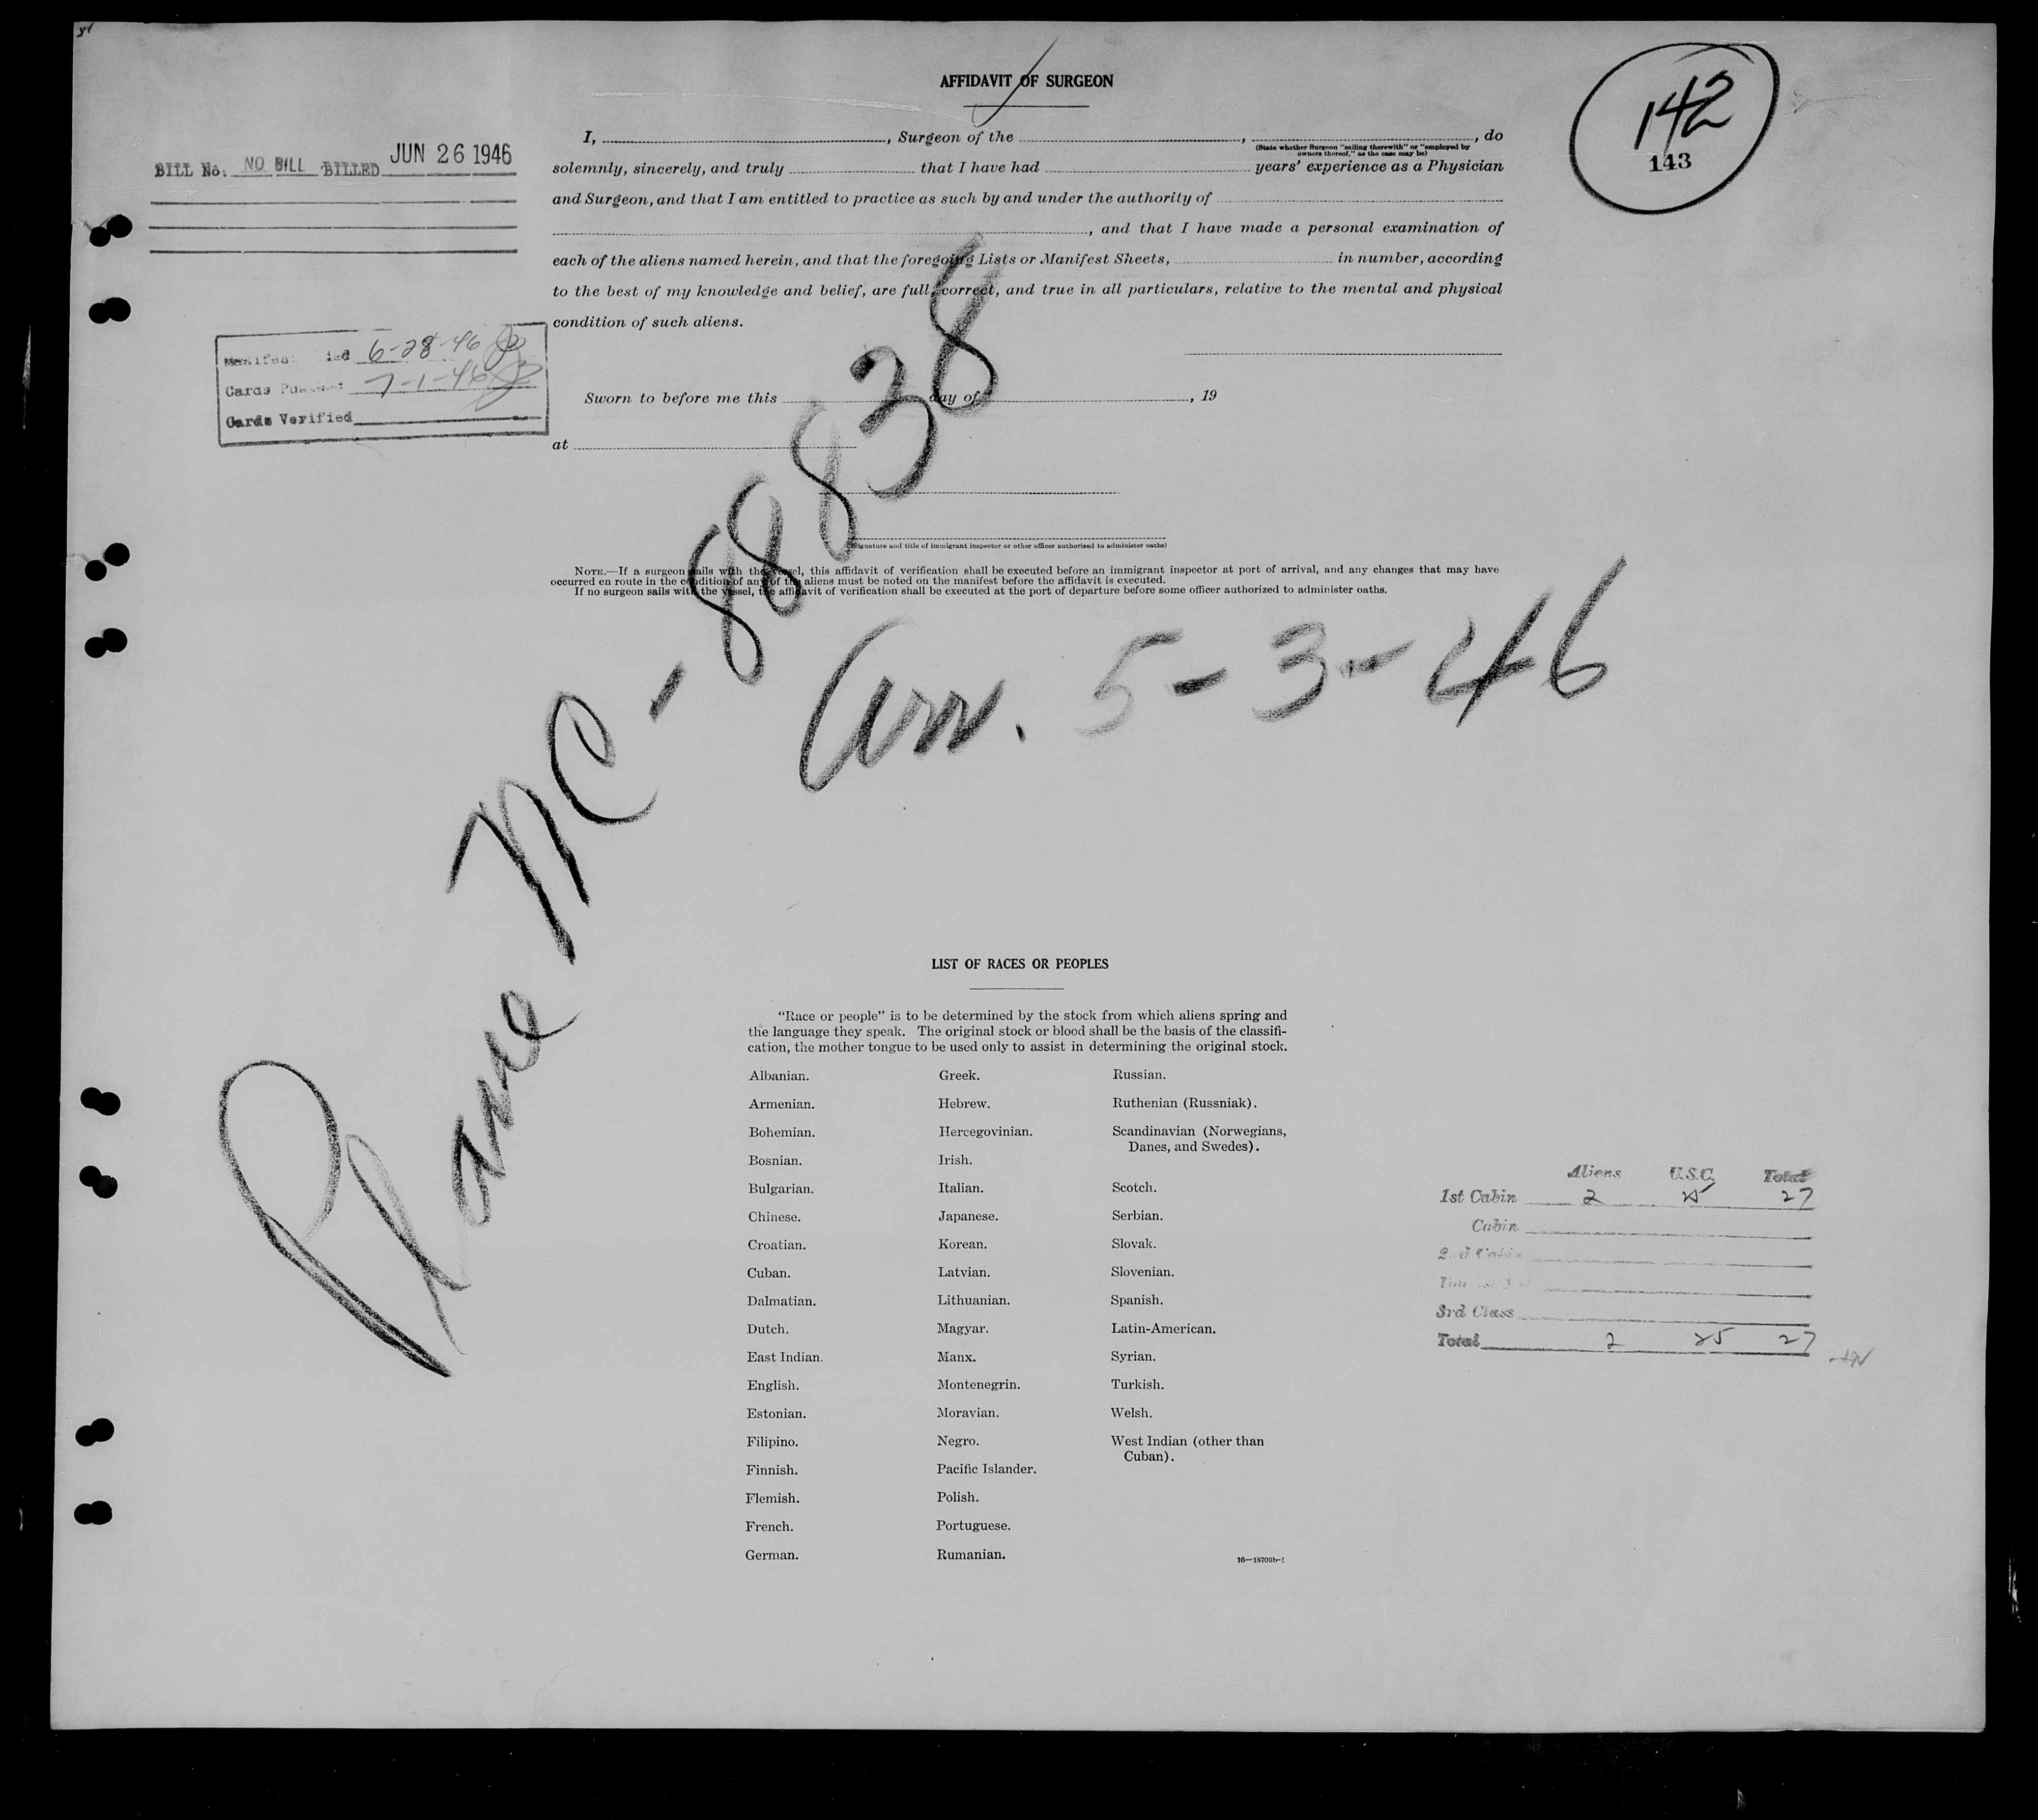 AFFIDAVIT OF SURGEON
142
143
BILL No. NO BILL BILLED JUN 26 1946
I, , Surgeon of the , , do
(State whether Surgeon "sailing therewith" or "employed by
owners thereof," as the case may be)
solemnly, sincerely, and truly that I have had years' experience as a Physician
and Surgeon, and that I am entitled to practice as such by and under the authority of
, and that I have made a personal examination of
each of the aliens named herein, and that the foregoing Lists or Manifest Sheets, in number, according
to the best of my knowledge and belief, are full, correct, and true in all particulars, relative to the mental and physical
condition of such aliens.
Manifest 6-28-46
Cards 7-1-46
Cards Verified
Sworn to before me this day of , 19
at
(Signature and title of immigrant inspector or other officer authorized to administer oaths)
NOTE.—If a surgeon sails with the vessel, this affidavit of verification shall be executed before an immigrant inspector at port of arrival, and any changes that may have
occurred en route in the condition of any of the aliens must be noted on the manifest before the affidavit is executed.
If no surgeon sails with the vessel, the affidavit of verification shall be executed at the port of departure before some officer authorized to administer oaths.
Plane NC-88838
Arr. 5-3-46
LIST OF RACES OR PEOPLES
"Race or people" is to be determined by the stock from which aliens spring and
the language they speak. The original stock or blood shall be the basis of the classifi-
cation, the mother tongue to be used only to assist in determining the original stock.
Albanian.
Armenian.
Bohemian.
Bosnian.
Bulgarian.
Chinese.
Croatian.
Cuban.
Dalmatian.
Dutch.
East Indian.
English.
Estonian.
Filipino.
Finnish.
Flemish.
French.
German.
Greek.
Hebrew.
Hercegovinian.
Irish.
Italian.
Japanese.
Korean.
Latvian.
Lithuanian.
Magyar.
Manx.
Montenegrin.
Moravian.
Negro.
Pacific Islander.
Polish.
Portuguese.
Rumanian.
Russian.
Ruthenian (Russniak).
Scandinavian (Norwegians,
Danes, and Swedes).
Scotch.
Serbian.
Slovak.
Slovenian.
Spanish.
Latin-American.
Syrian.
Turkish.
Welsh.
West Indian (other than
Cuban).
16—18709b-1
Aliens U.S.C. Total
1st Cabin 2 25 27
Cabin
2nd Cabin
3rd Class
Total 2 25 27